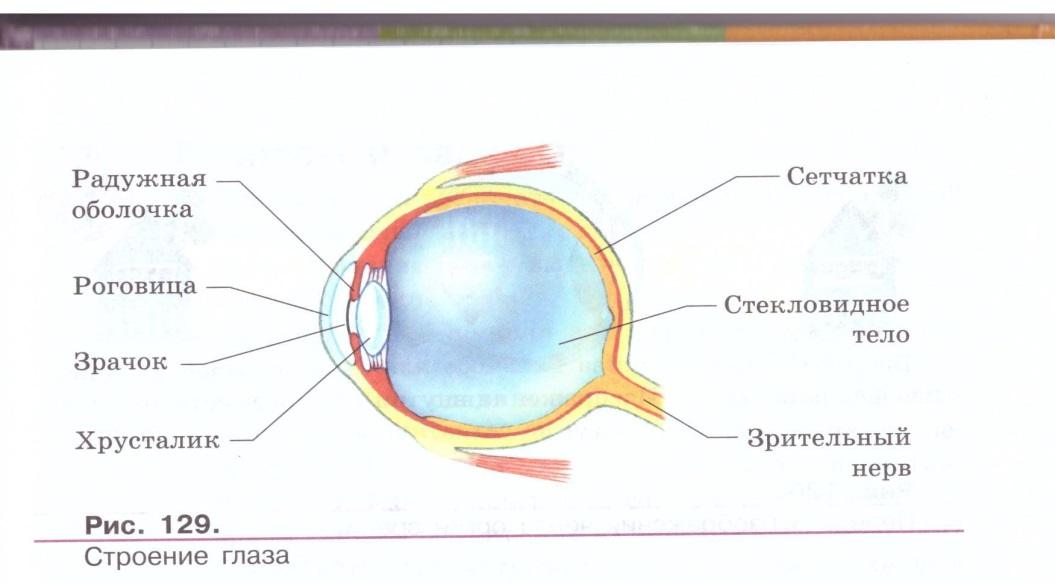 Радужная
оболочка
Роговица
Зрачок
Хрусталик
Сетчатка
Стекловидное
тело
Зрительный
нерв
Рис. 129.
Строение глаза